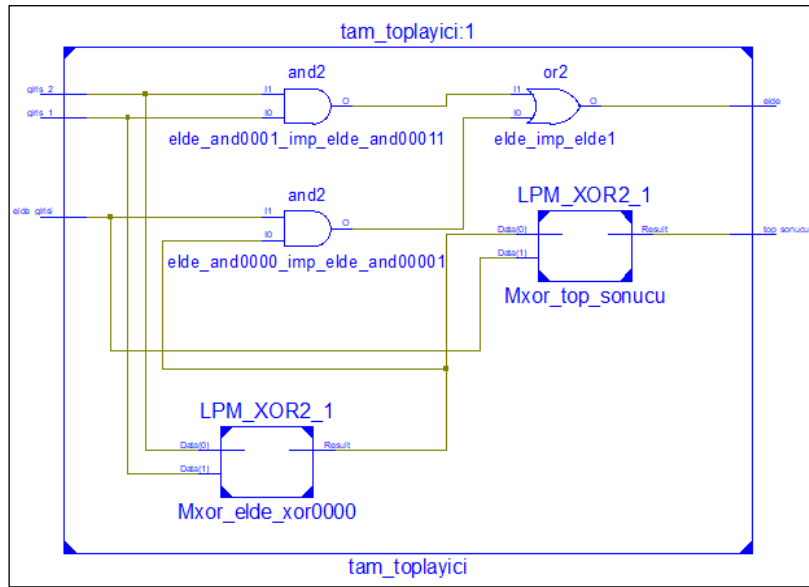 tam_toplayici:1
and2
or2
giris_2
I1
O
I1
O
elde
giris_1
I0
I0
elde_and0001_imp_elde_and00011
elde_imp_elde1
and2
LPM_XOR2_1
elde_girisi
I1
O
I0
Data(0)
Result
top_sonucu
elde_and0000_imp_elde_and00001
Data(1)
Mxor_top_sonucu
LPM_XOR2_1
Data(0)
Result
Data(1)
Mxor_elde_xor0000
tam_toplayici